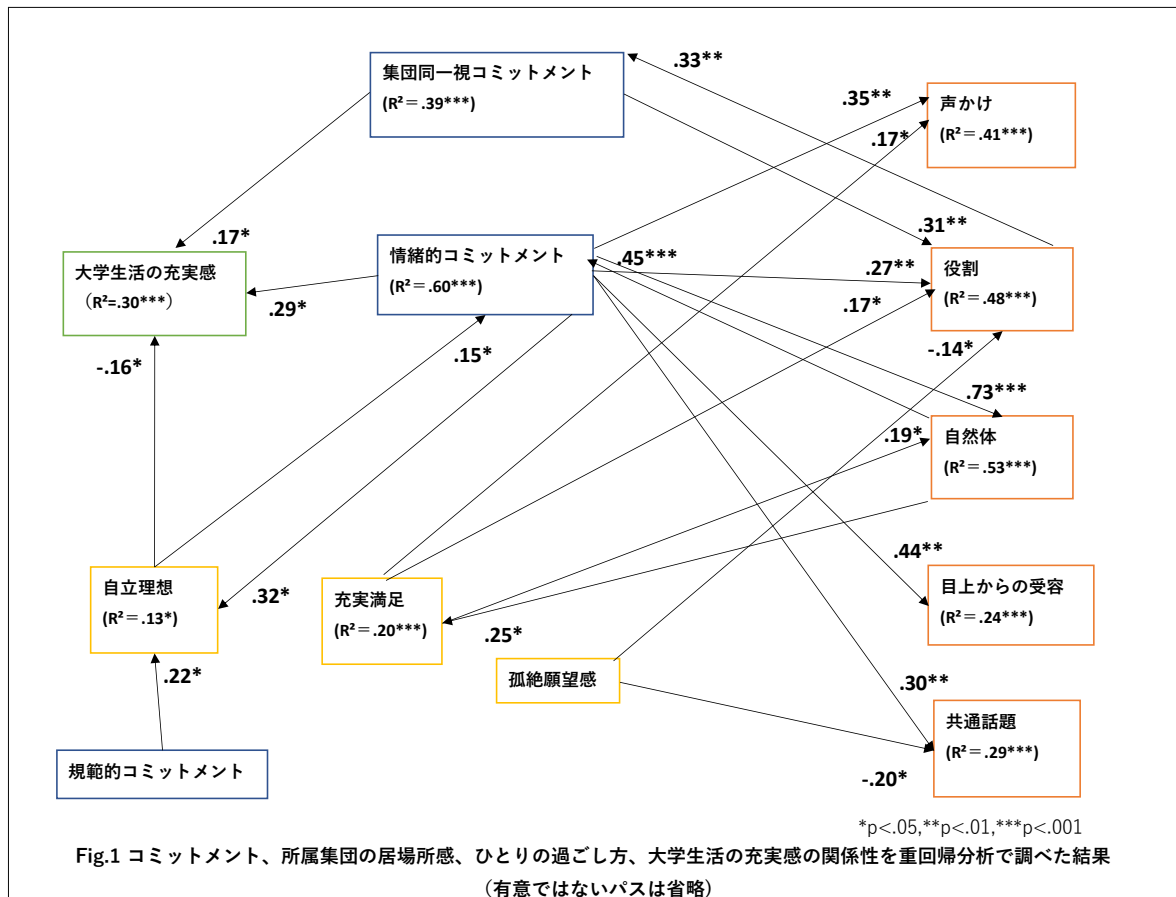 .33**
集団同一視コミットメント
(R²＝.39***)
.35**
声かけ
(R²＝.41***)
.17*
.17*
.31**
大学生活の充実感
（R²=.30***）
情緒的コミットメント
(R²＝.60***)
.45***
.27**
役割
(R²＝.48***)
.29*
.17*
-.16*
.15*
-.14*
.73***
自然体
(R²＝.53***)
.19*
自立理想
(R²＝.13*)
.32*
充実満足
(R²＝.20***)
.25*
.44**
目上からの受容
(R²＝.24***)
孤絶願望感
.22*
.30**
共通話題
(R²＝.29***)
規範的コミットメント
-.20*
*p<.05,**p<.01,***p<.001
Fig.1 コミットメント、所属集団の居場所感、ひとりの過ごし方、大学生活の充実感の関係性を重回帰分析で調べた結果
（有意ではないパスは省略)